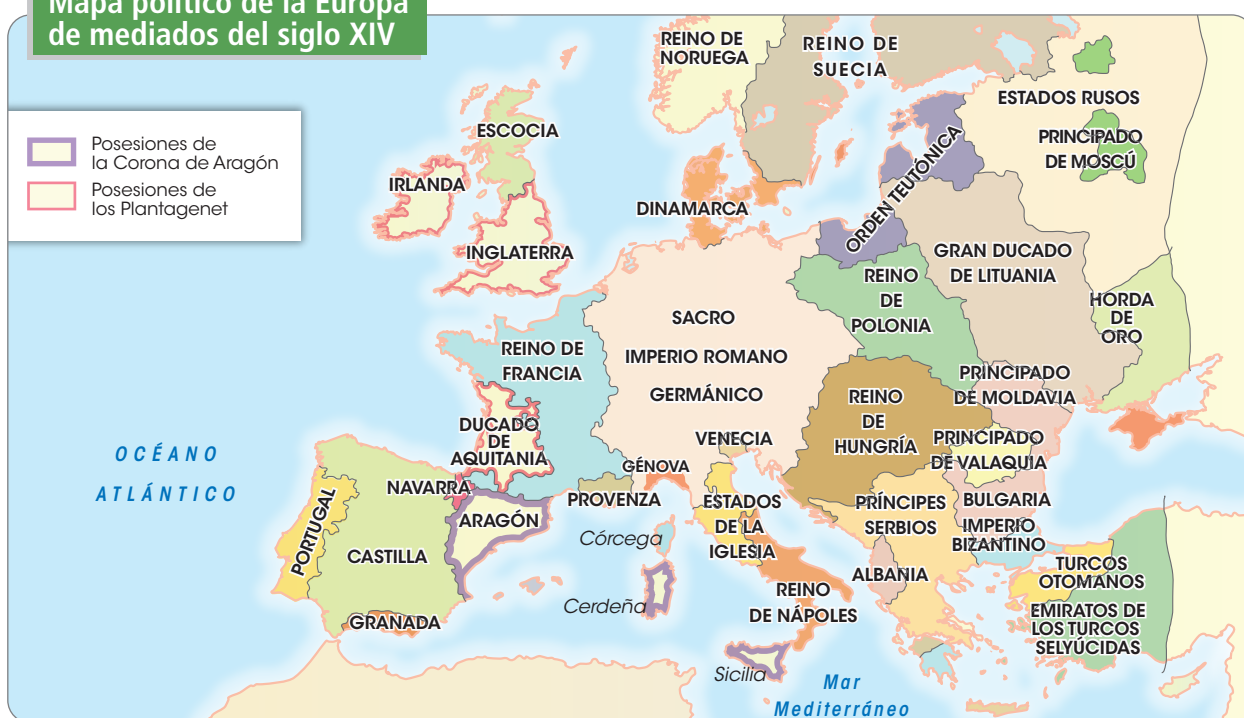 Mapa político de la Europa
de mediados del siglo XIV
Posesiones de
la Corona de Aragón
Posesiones de
los Plantagenet
REINO DE
NORUEGA
REINO DE
SUECIA
ESTADOS RUSOS
PRINCIPADO
DE MOSCÚ
ESCOCIA
IRLANDA
INGLATERRA
DINAMARCA
ORDEN TEUTÓNICA
GRAN DUCADO
DE LITUANIA
REINO
DE
POLONIA
HORDA
DE
ORO
SACRO
IMPERIO ROMANO
GERMÁNICO
REINO DE
FRANCIA
PRINCIPADO
DE MOLDAVIA
REINO
DE
HUNGRÍA
DUCADO
DE
AQUITANIA
VENECIA
PRINCIPADO
DE VALAQUIA
OCÉANO
ATLÁNTICO
GÉNOVA
NAVARRA
PROVENZA
PORTUGAL
ARAGÓN
CASTILLA
ESTADOS
DE LA
IGLESIA
PRÍNCIPES
SERBIOS
BULGARIA
IMPERIO
BIZANTINO
Córcega
ALBANIA
TURCOS
OTOMANOS
Cerdeña
REINO
DE NÁPOLES
GRANADA
EMIRATOS DE
LOS TURCOS
SELYÚCIDAS
Sicilia
Mar
Mediterráneo